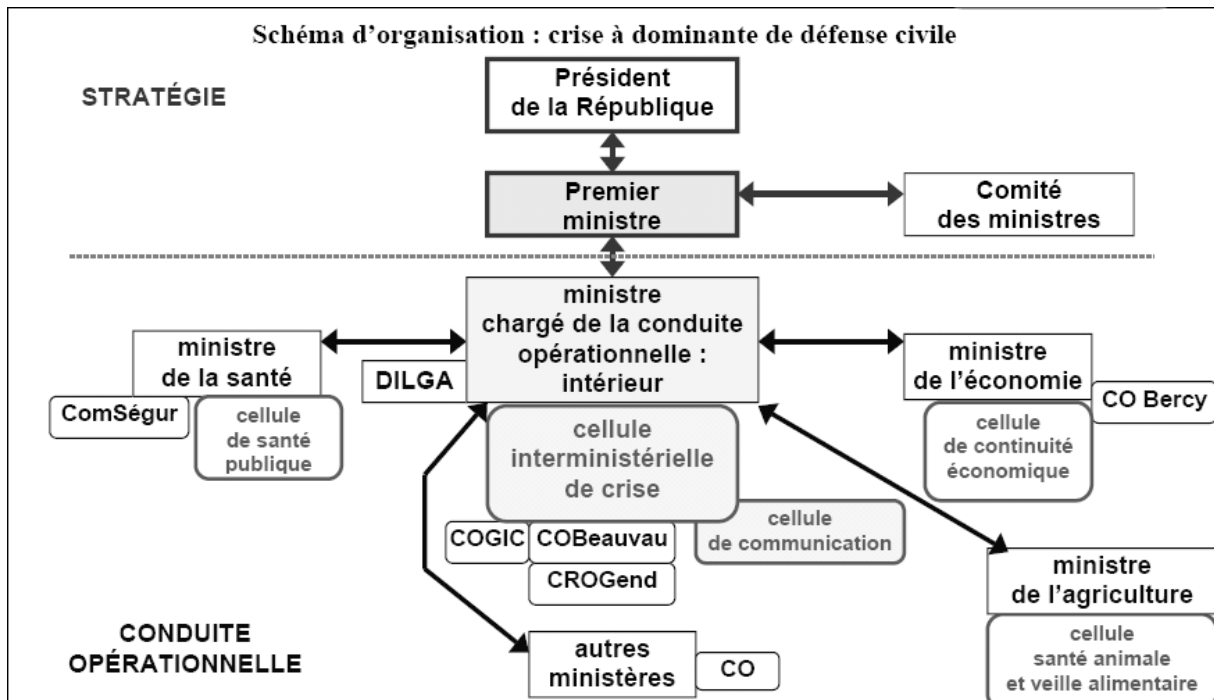 Schéma d'organisation : crise à dominante de défense civile
STRATÉGIE
Président
de la République
Premier
ministre
Comité
des ministres
ministre
chargé de la conduite
opérationnelle :
intérieur
ministre
de la santé
DILGA
ministre
de l'économie
ComSégur
cellule
de santé
publique
CO Bercy
cellule
de continuité
économique
cellule
interministérielle
de crise
cellule
de communication
COGIC
COBeauvau
CROGend
ministre
de l'agriculture
cellule
santé animale
et veille alimentaire
CONDUITE
OPÉRATIONNELLE
autres
ministères
CO